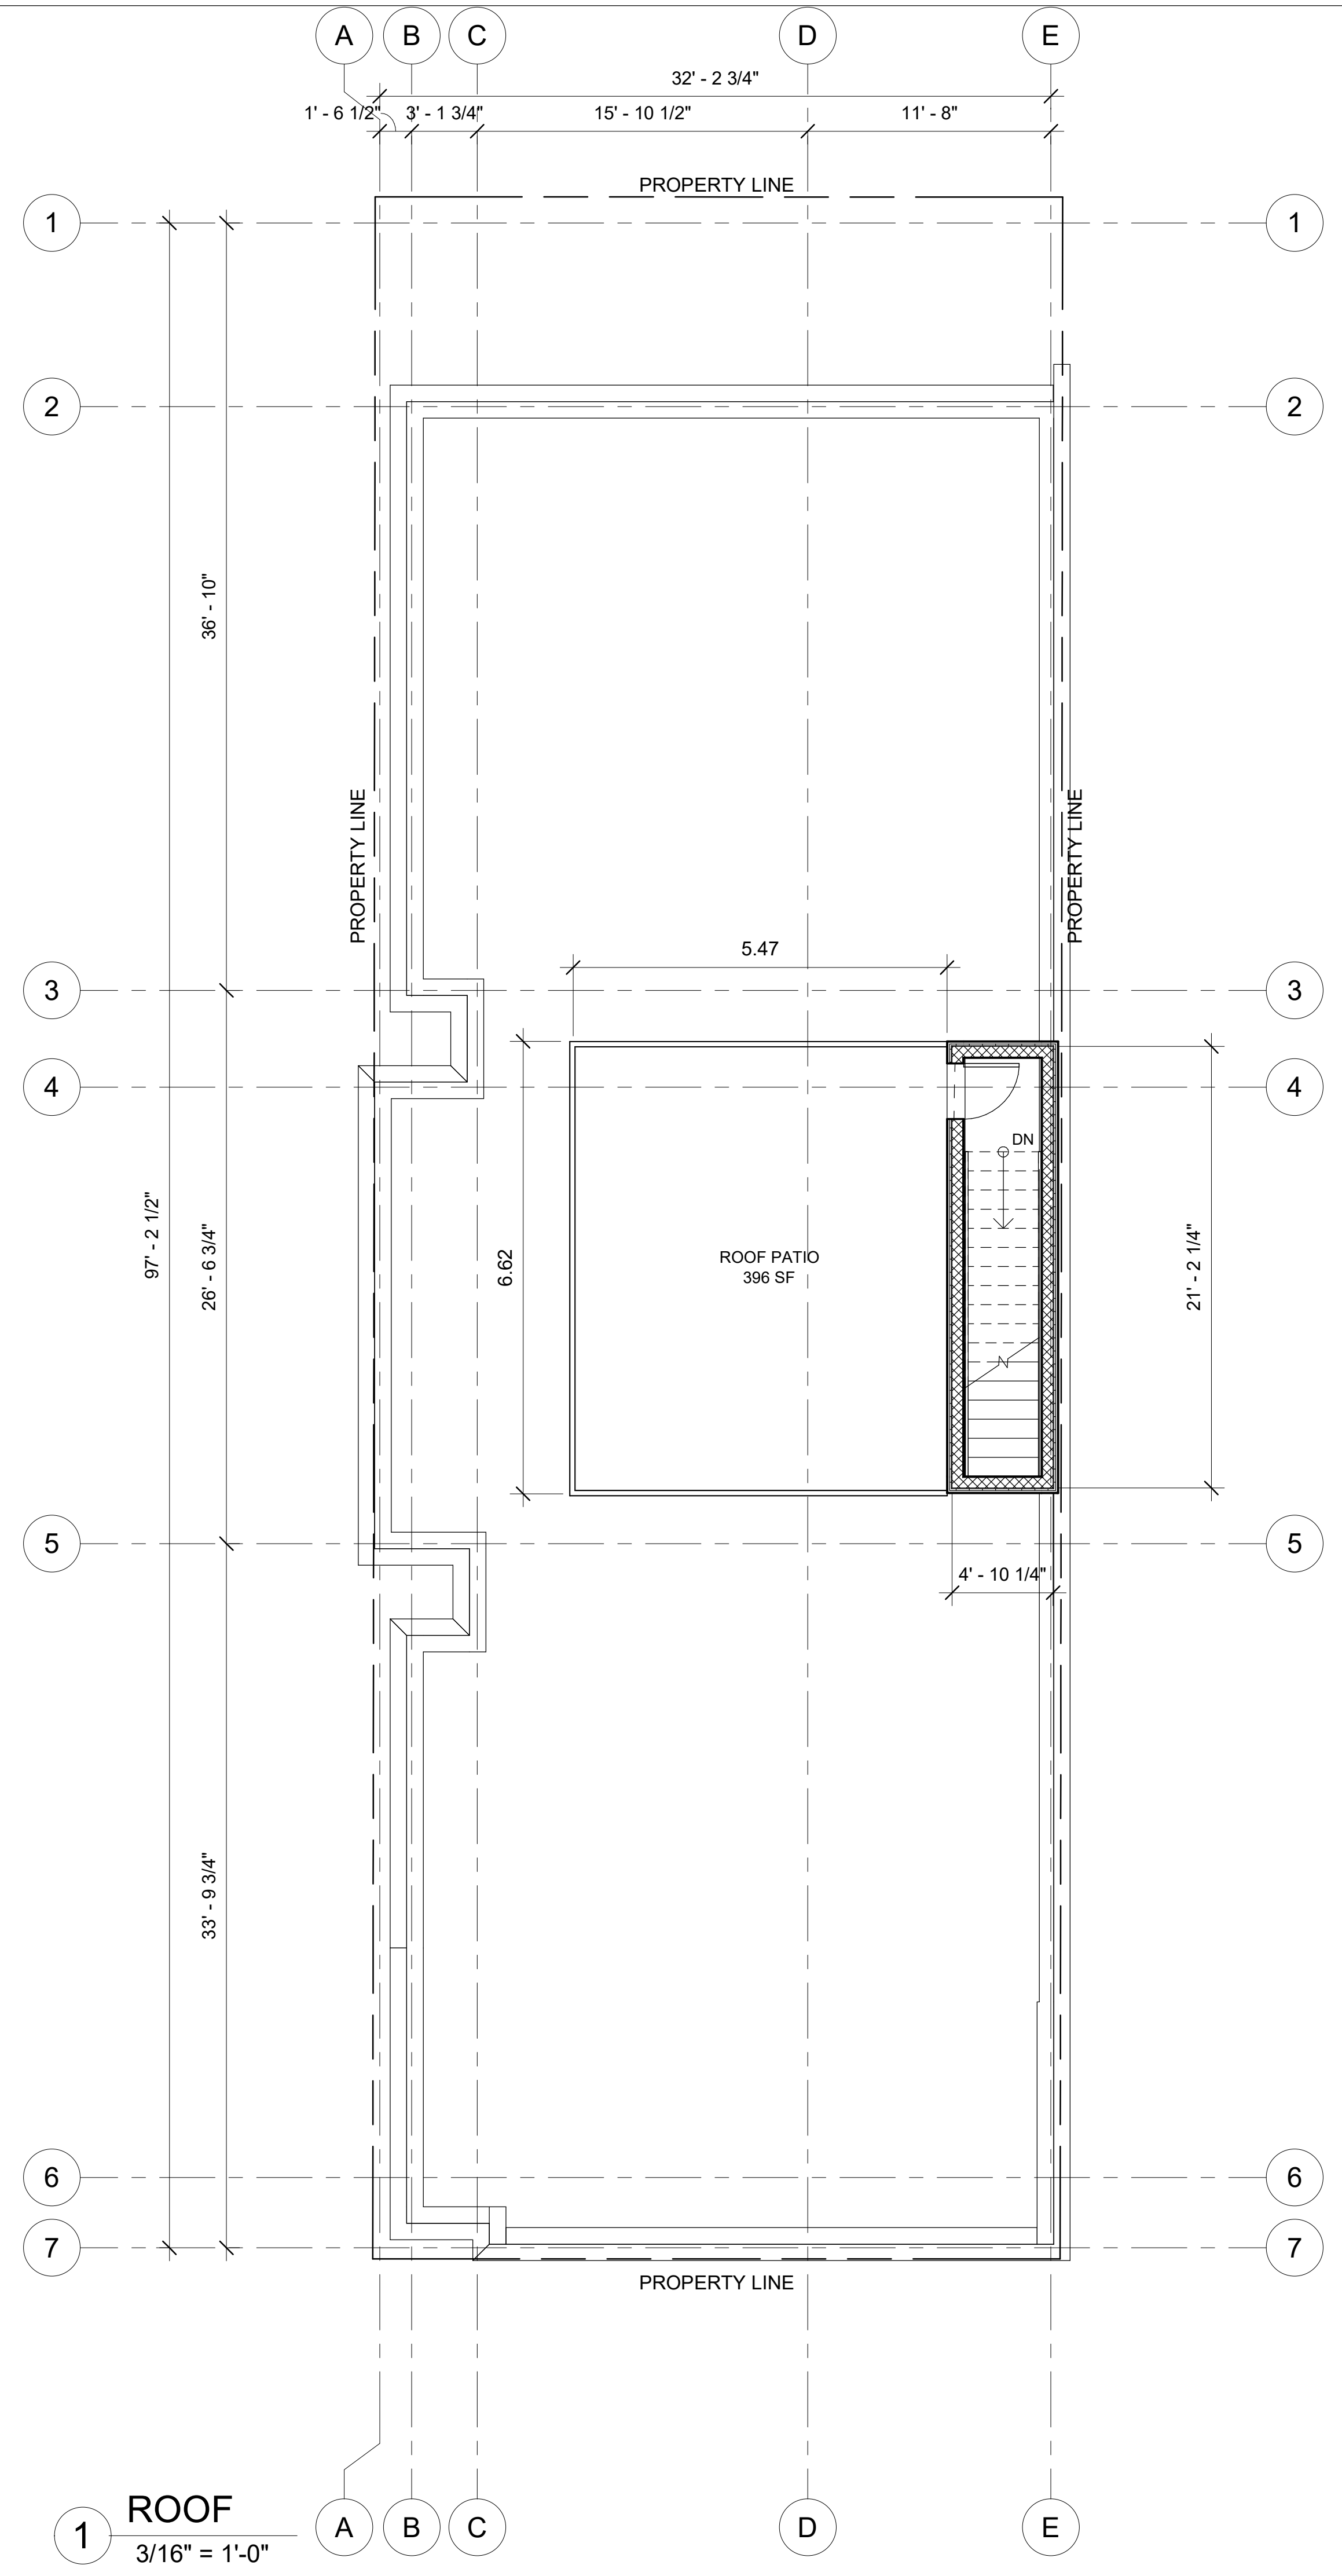 A B C D E
32' - 2 3/4"
1' - 6 1/2" 3' - 1 3/4" 15' - 10 1/2" 11' - 8"
PROPERTY LINE
1 1
2 2
36' - 10"
PROPERTY LINE
PROPERTY LINE
5.47
3 3
4 4
DN
97' - 2 1/2"
26' - 6 3/4"
6.62
ROOF PATIO
396 SF
21' - 2 1/4"
5 5
4' - 10 1/4"
33' - 9 3/4"
6 6
7 7
PROPERTY LINE
A B C D E
1 ROOF
3/16" = 1'-0"